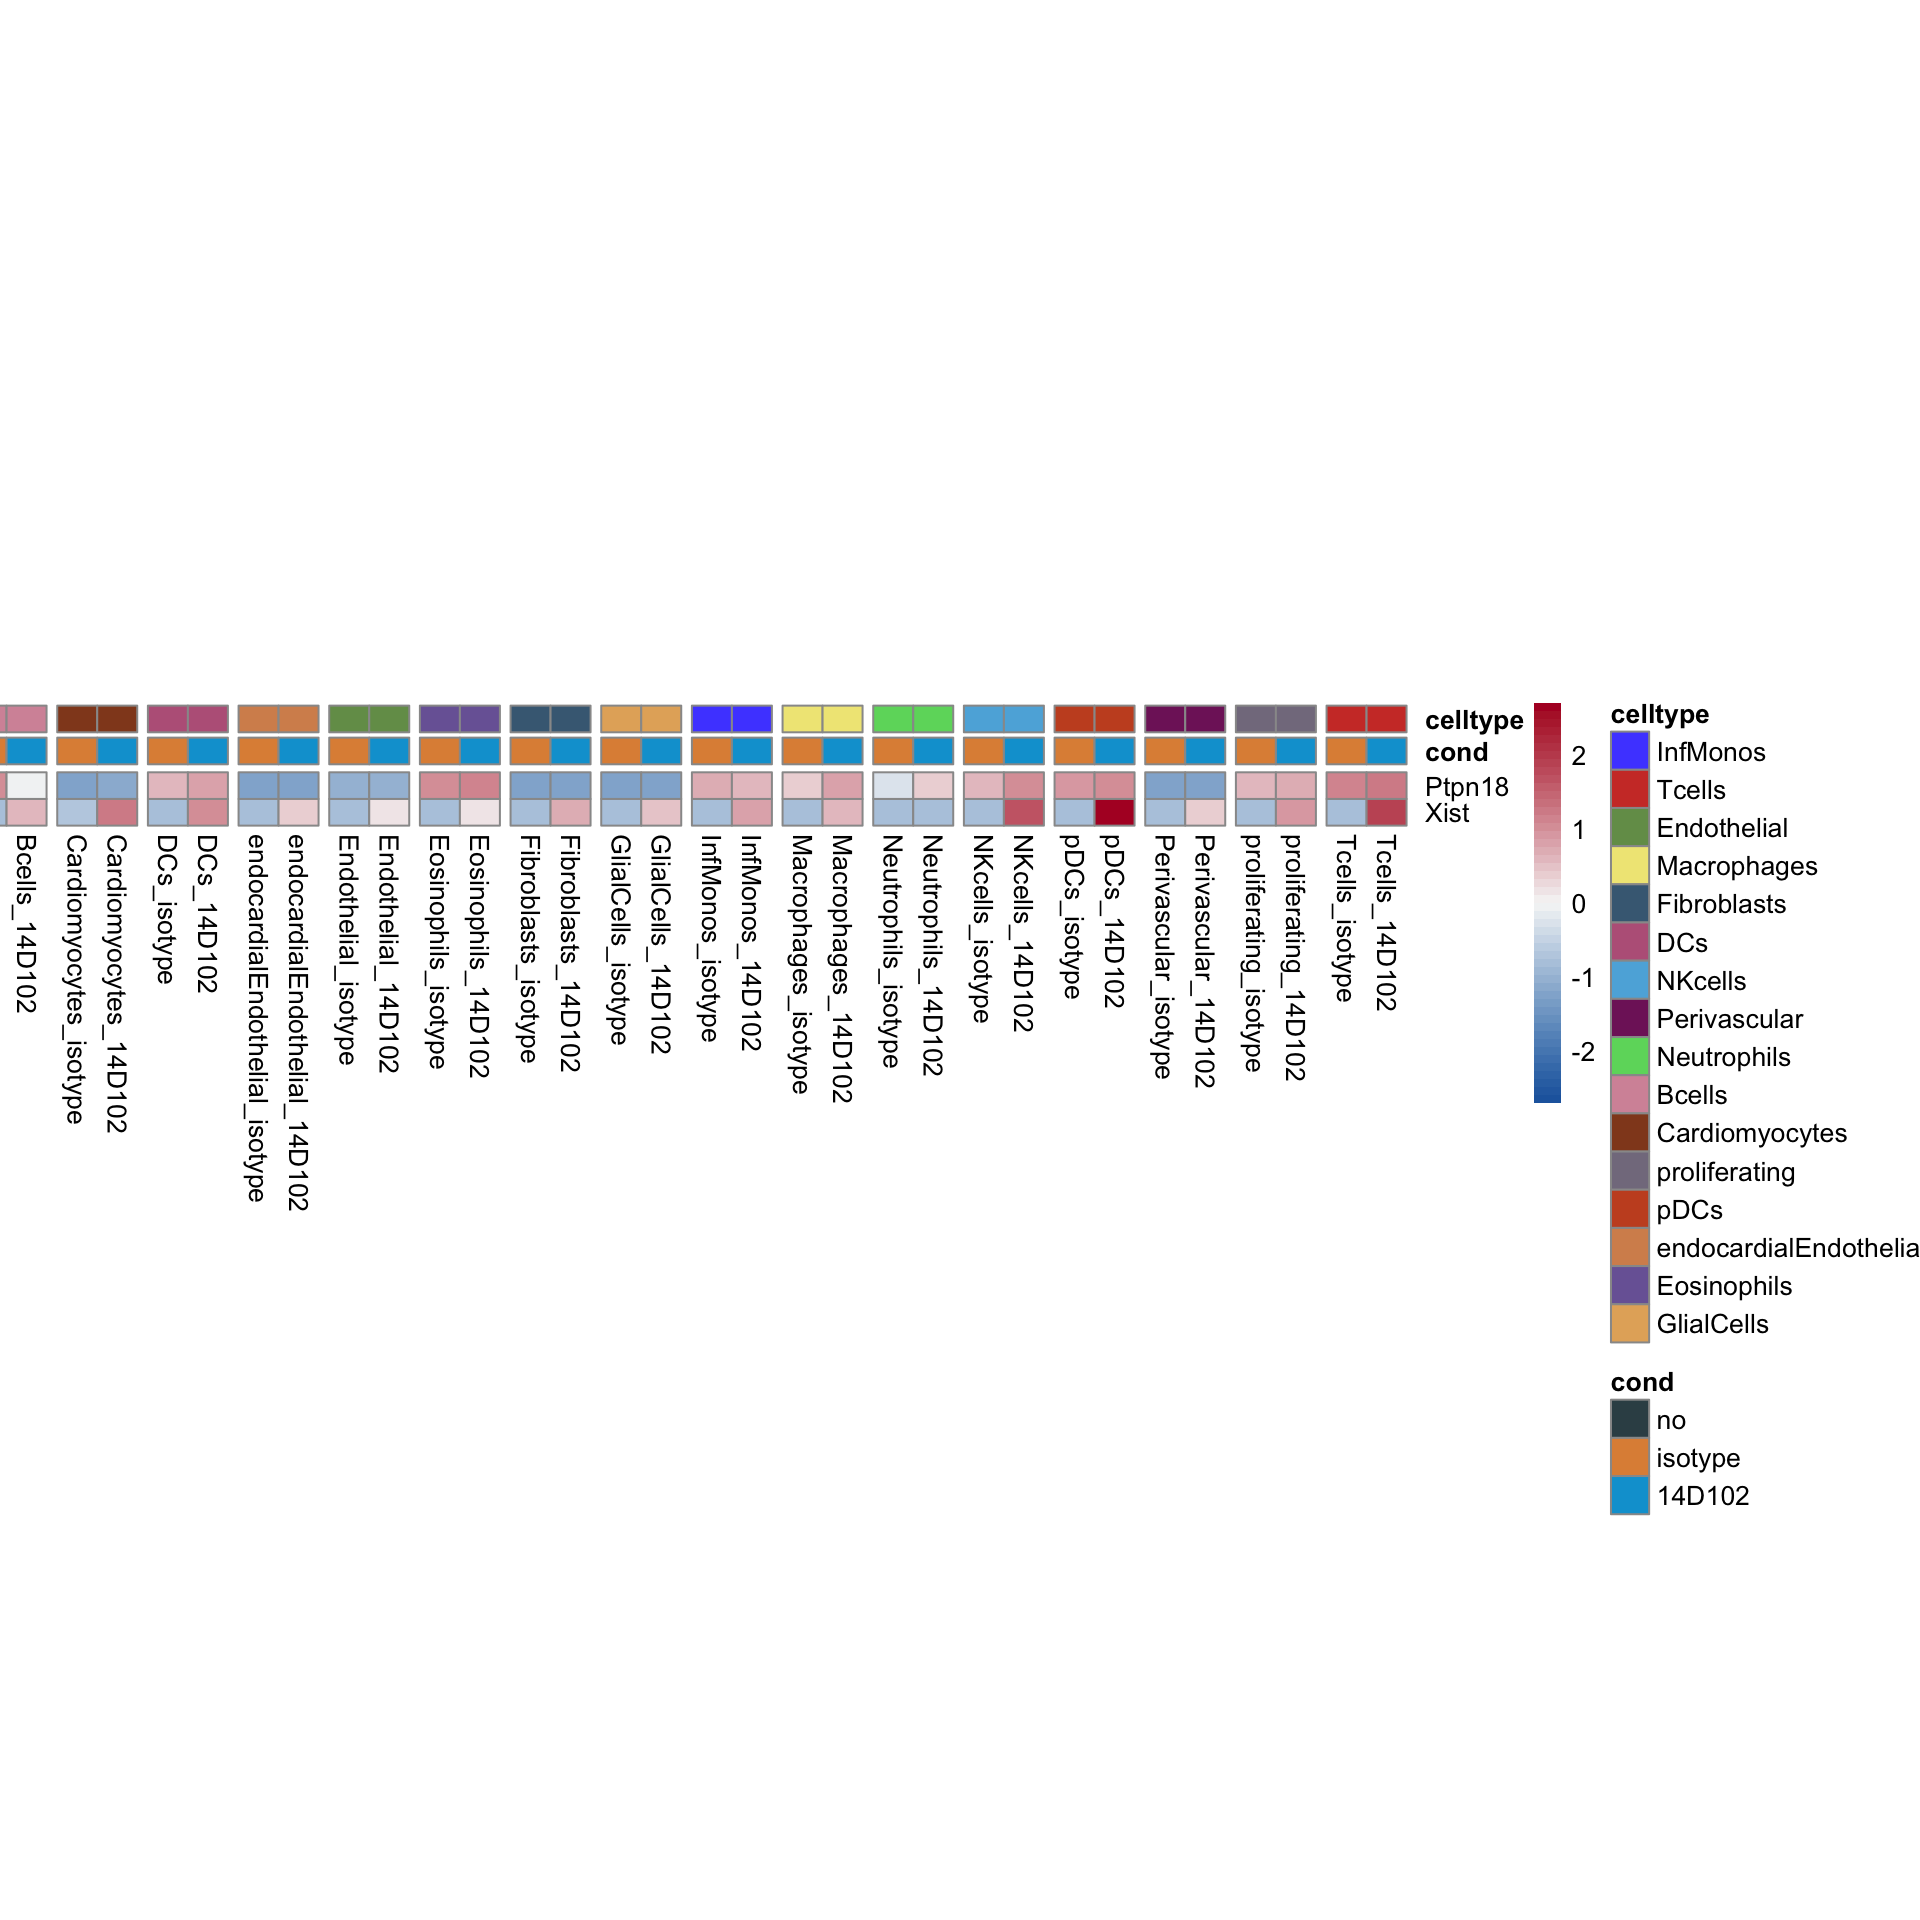 celltype
cond
Ptpn18
Xist
Bcells_14D102
Cardiomyocytes_isotype
Cardiomyocytes_14D102
DCs_isotype
DCs_14D102
endocardialEndothelial_isotype
endocardialEndothelial_14D102
Endothelial_isotype
Endothelial_14D102
Eosinophils_isotype
Eosinophils_14D102
Fibroblasts_isotype
Fibroblasts_14D102
GlialCells_isotype
GlialCells_14D102
InfMonos_isotype
InfMonos_14D102
Macrophages_isotype
Macrophages_14D102
Neutrophils_isotype
Neutrophils_14D102
NKcells_isotype
NKcells_14D102
pDCs_isotype
pDCs_14D102
Perivascular_isotype
Perivascular_14D102
proliferating_isotype
proliferating_14D102
Tcells_isotype
Tcells_14D102
2
1
0
-1
-2
celltype
InfMonos
Tcells
Endothelial
Macrophages
Fibroblasts
DCs
NKcells
Perivascular
Neutrophils
Bcells
Cardiomyocytes
proliferating
pDCs
endocardialEndothelia
Eosinophils
GlialCells
cond
no
isotype
14D102